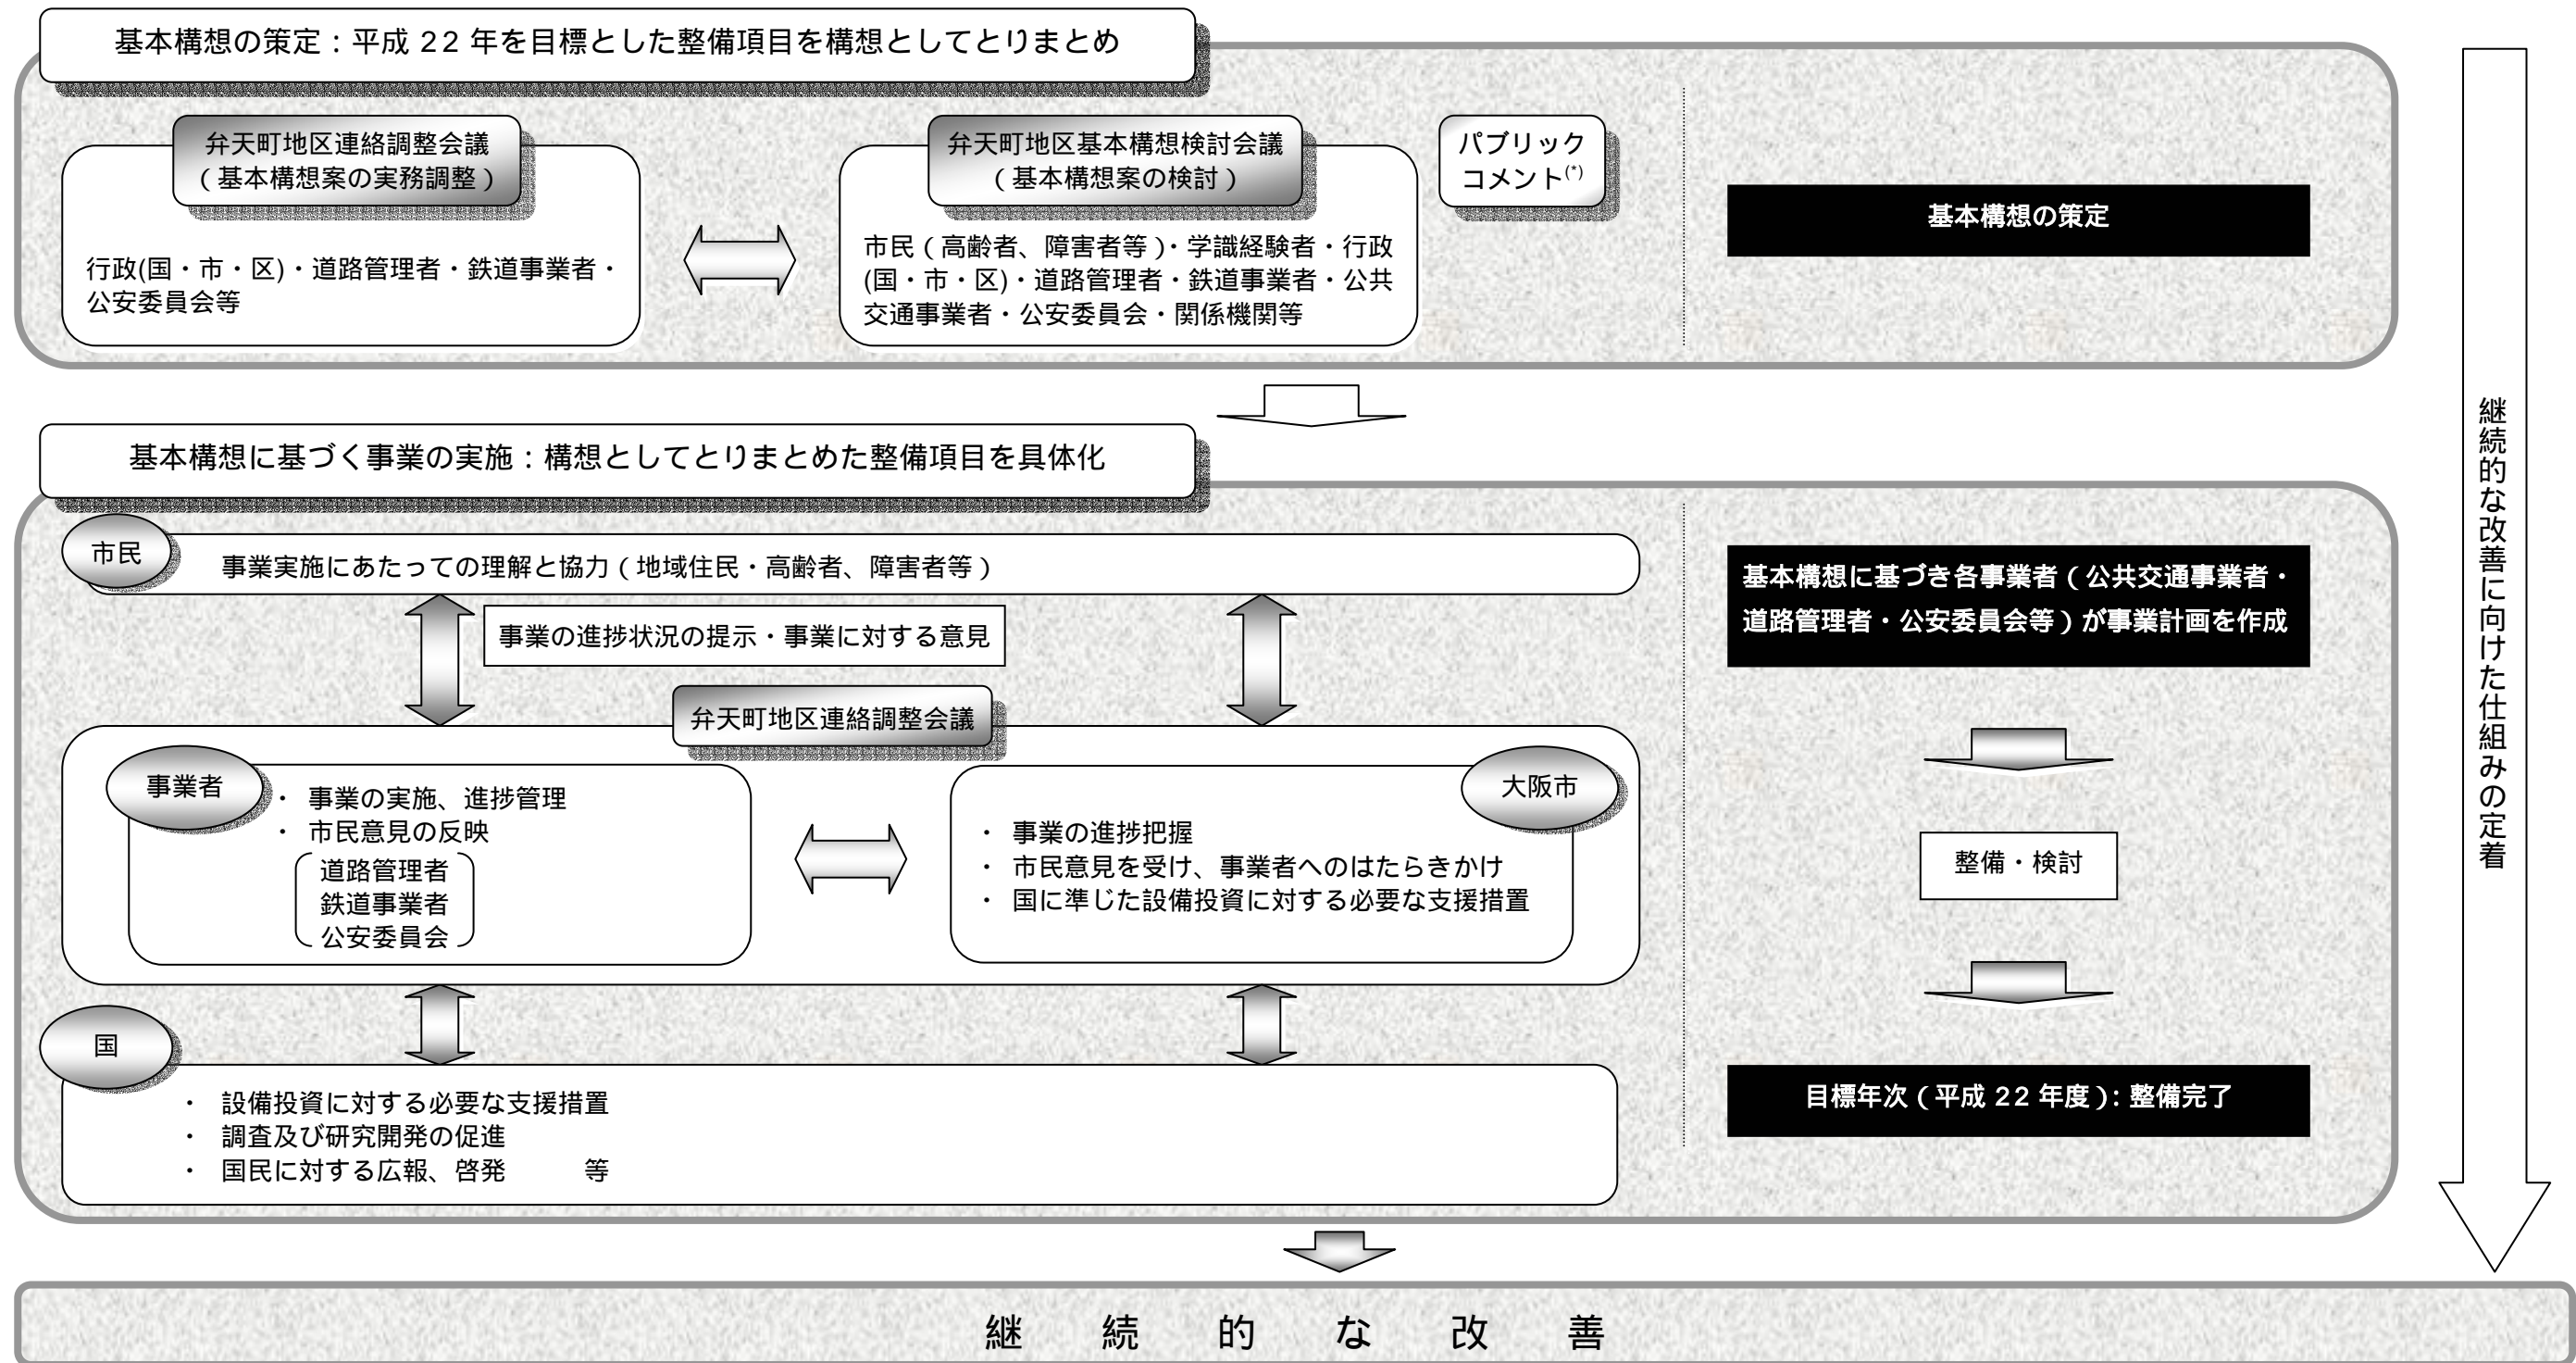 基本構想の策定：平成 22 年を目標とした整備項目を構想としてとりまとめ
弁天町地区連絡調整会議
（基本構想案の実務調整）
行政(国・市・区)・道路管理者・鉄道事業者・
公安委員会等
弁天町地区基本構想検討会議
（基本構想案の検討）
市民（高齢者、障害者等）・学識経験者・行政
(国・市・区)・道路管理者・鉄道事業者・公共
交通事業者・公安委員会・関係機関等
パブリック
コメント(*)
基本構想の策定
基本構想に基づく事業の実施：構想としてとりまとめた整備項目を具体化
市民
事業実施にあたっての理解と協力（地域住民・高齢者、障害者等）
事業の進捗状況の提示・事業に対する意見
弁天町地区連絡調整会議
事業者
・ 事業の実施、進捗管理
・ 市民意見の反映
道路管理者
鉄道事業者
公安委員会
大阪市
・ 事業の進捗把握
・ 市民意見を受け、事業者へのはたらきかけ
・ 国に準じた設備投資に対する必要な支援措置
国
・ 設備投資に対する必要な支援措置
・ 調査及び研究開発の促進
・ 国民に対する広報、啓発　　等
基本構想に基づき各事業者（公共交通事業者・
道路管理者・公安委員会等）が事業計画を作成
整備・検討
目標年次（平成 22 年度）：整備完了
継続的な改善に向けた仕組みの定着
継 続 的 な 改 善